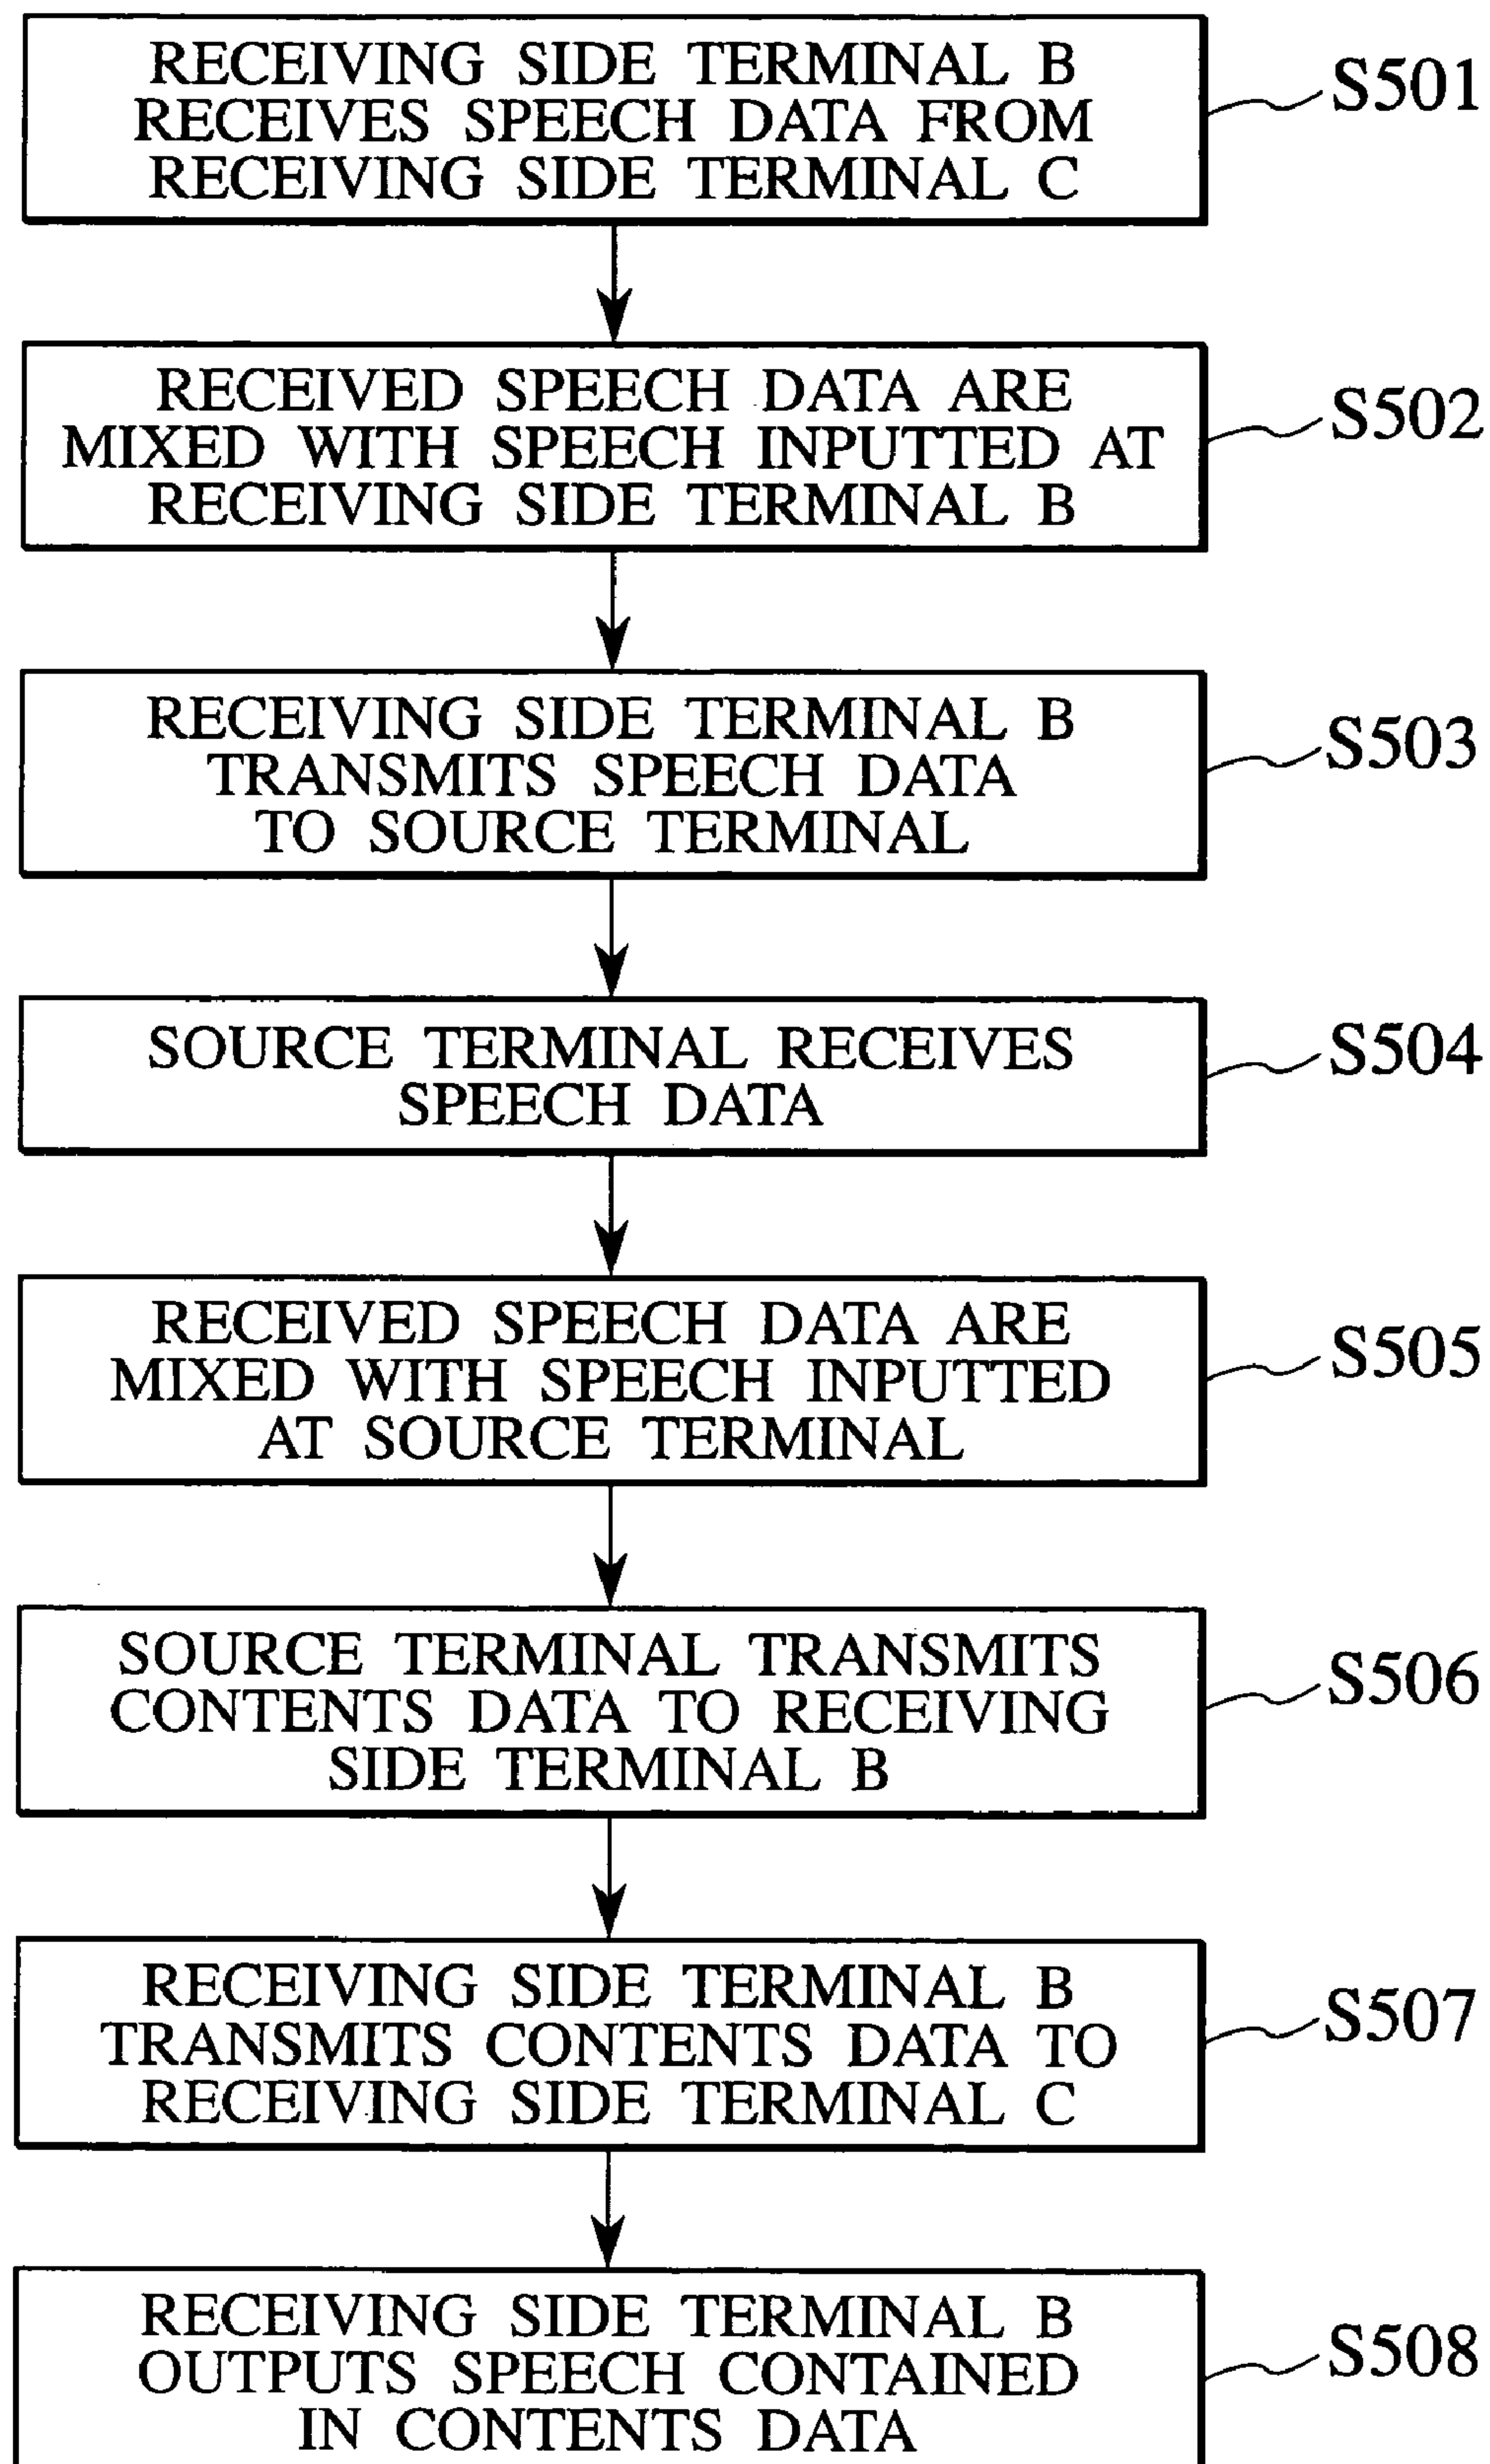 RECEIVING SIDE TERMINAL B
RECEIVES SPEECH DATA FROM
RECEIVING SIDE TERMINAL C
S501
RECEIVED SPEECH DATA ARE
MIXED WITH SPEECH INPUTTED AT
RECEIVING SIDE TERMINAL B
S502
RECEIVING SIDE TERMINAL B
TRANSMITS SPEECH DATA
TO SOURCE TERMINAL
S503
SOURCE TERMINAL RECEIVES
SPEECH DATA
S504
RECEIVED SPEECH DATA ARE
MIXED WITH SPEECH INPUTTED
AT SOURCE TERMINAL
S505
SOURCE TERMINAL TRANSMITS
CONTENTS DATA TO RECEIVING
SIDE TERMINAL B
S506
RECEIVING SIDE TERMINAL B
TRANSMITS CONTENTS DATA TO
RECEIVING SIDE TERMINAL C
S507
RECEIVING SIDE TERMINAL B
OUTPUTS SPEECH CONTAINED
IN CONTENTS DATA
S508